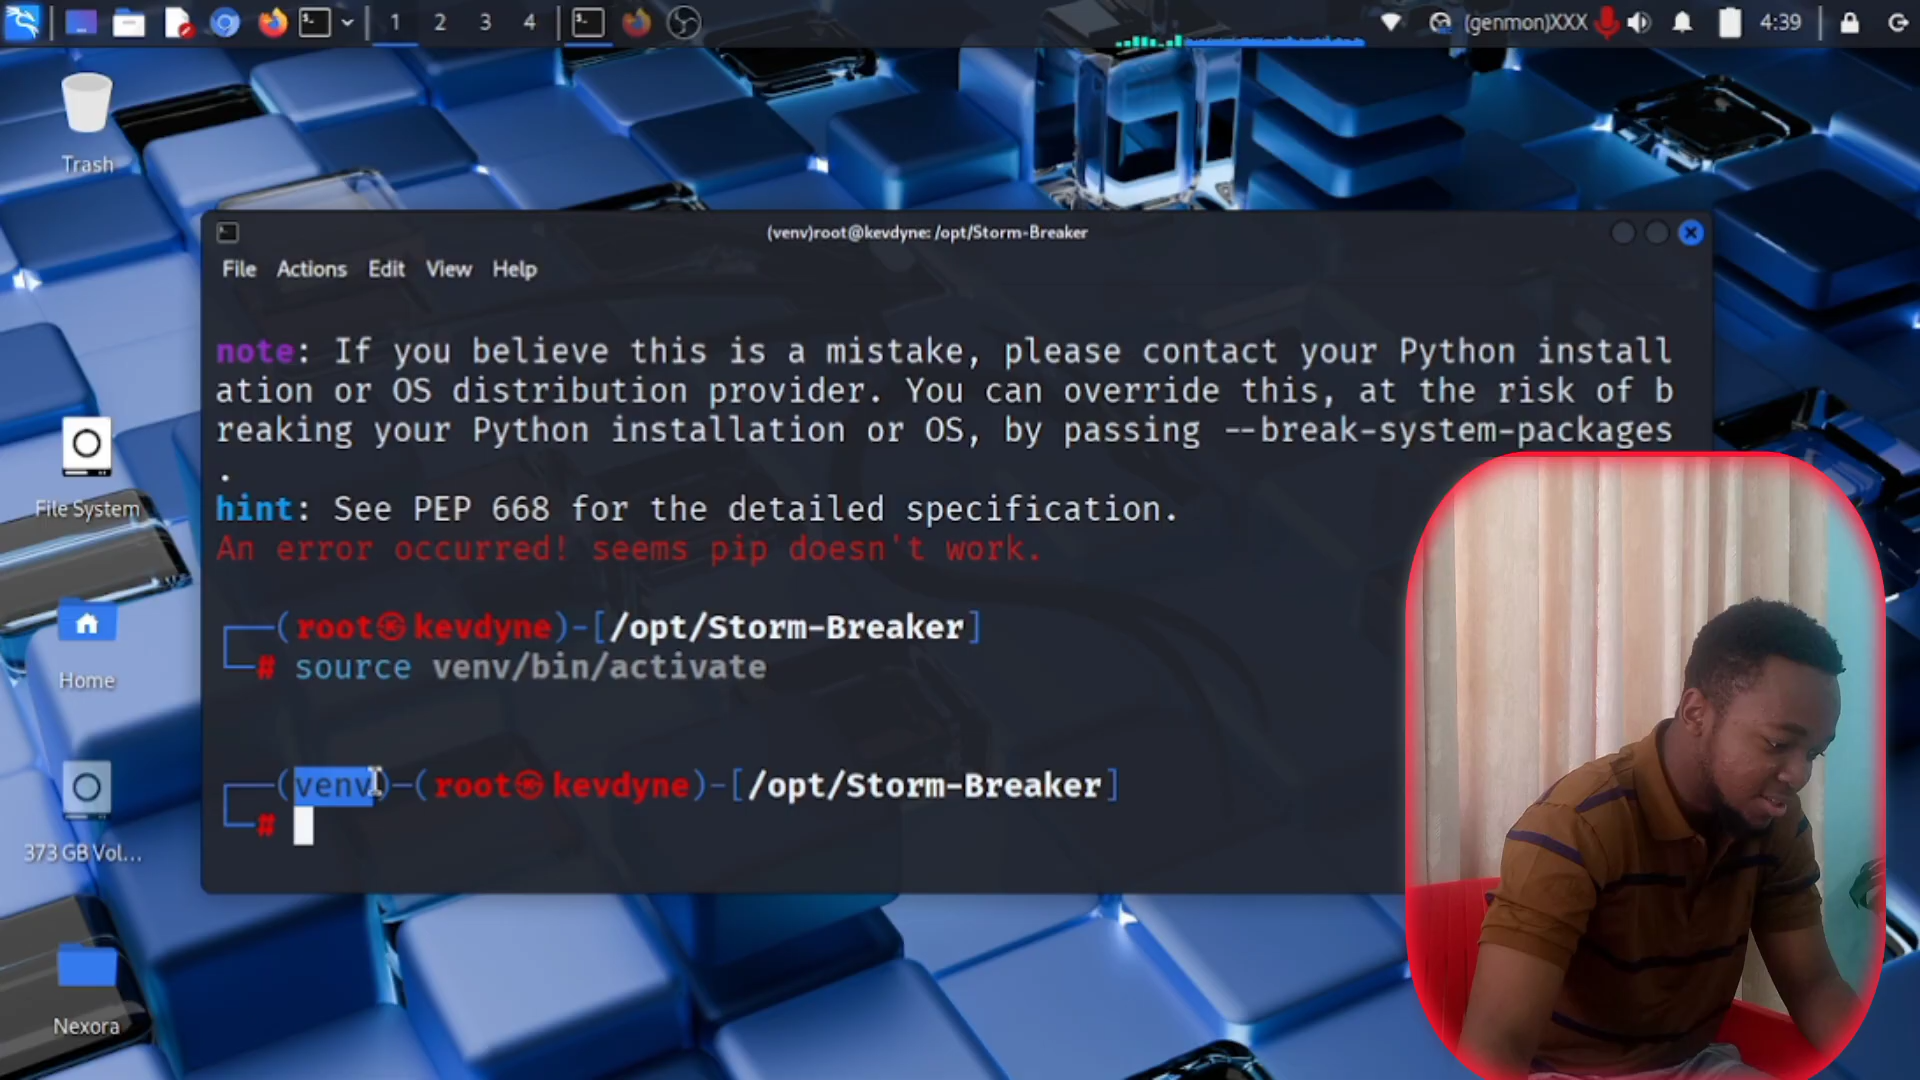 1 2 3 4
(genmon)XXX
4:39
Trash
File System
Home
373 GB Vol...
Nexora
(venv)root@kevdyne: /opt/Storm-Breaker
File Actions Edit View Help
note: If you believe this is a mistake, please contact your Python install
ation or OS distribution provider. You can override this, at the risk of b
reaking your Python installation or OS, by passing --break-system-packages
.
hint: See PEP 668 for the detailed specification.
An error occurred! seems pip doesn't work.
┌──(root㉿kevdyne)-[/opt/Storm-Breaker]
└─# source venv/bin/activate
┌──(venv)-(root㉿kevdyne)-[/opt/Storm-Breaker]
└─#